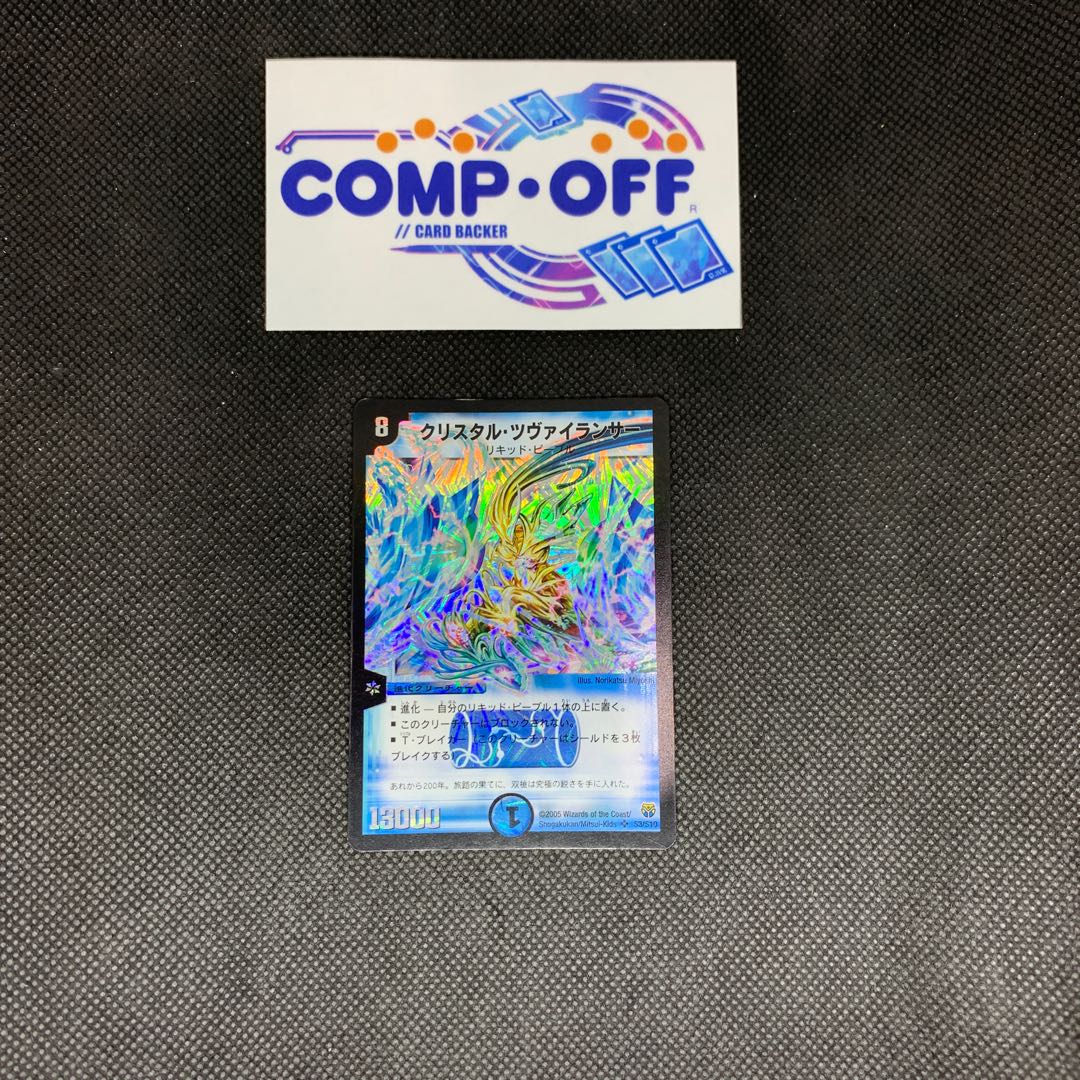 COMP・OFF
R
// CARD BACKER
8
クリスタル・ツヴァイランサー
リキッド・ピープル
Illus. Norikatsu Miyoshi
進化クリーチャー
■ 進化 ― 自分のリキッド・ピープル1体の上に置く。
■ このクリーチャーはブロックされない。
■ T・ブレイカー(このクリーチャーはシールドを3枚
ブレイクする)
あれから200年。旅路の果てに、双槍は究極の鋭さを手に入れた。
13000
1
©2005 Wizards of the Coast/
Shogakukan/Mitsui-Kids S3/S10